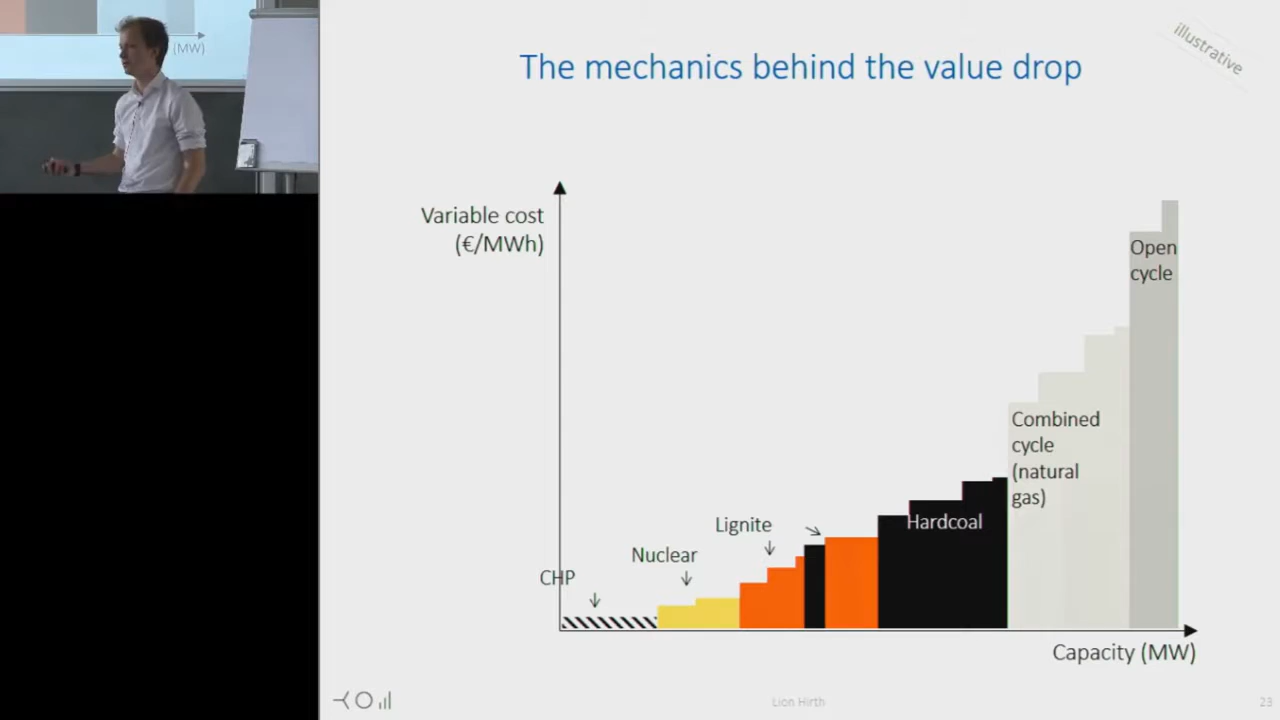 (MW)
illustrative
The mechanics behind the value drop
Variable cost
(€/MWh)
Open
cycle
Combined
cycle
(natural
gas)
Hardcoal
Lignite
Nuclear
CHP
Capacity (MW)
Lion Hirth
23